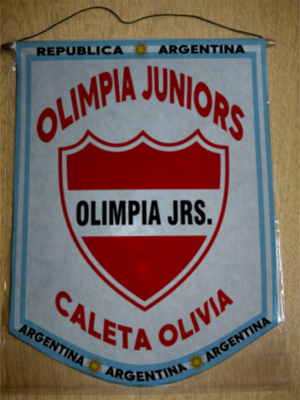 REPUBLICA ARGENTINA
OLIMPIA JUNIORS
OLIMPIA JRS.
CALETA OLIVIA
ARGENTINA ARGENTINA ARGENTINA